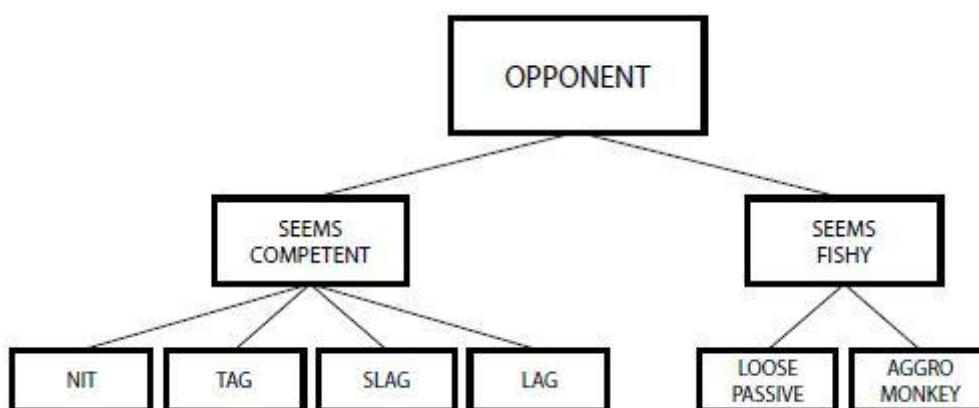 OPPONENT
SEEMS
COMPETENT
SEEMS
FISHY
NIT
TAG
SLAG
LAG
LOOSE
PASSIVE
AGGRO
MONKEY